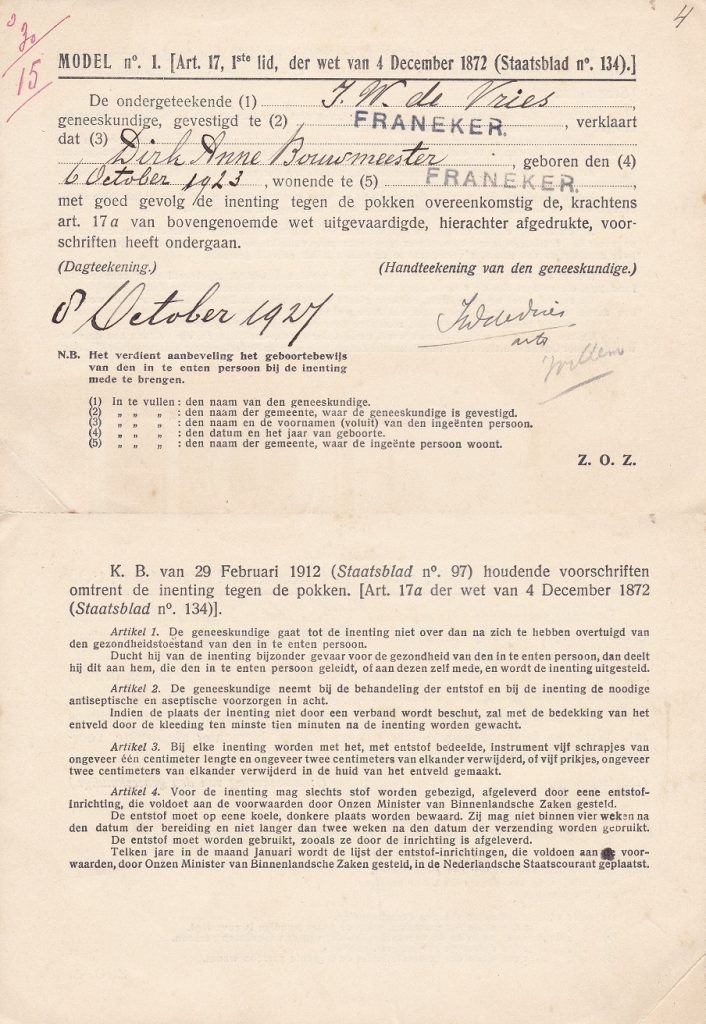 30
15
4
MODEL nº. 1. [Art. 17, 1ste lid, der wet van 4 December 1872 (Staatsblad nº. 134).]
De ondergeteekende (1) J. W. de Vries,
geneeskundige, gevestigd te (2) FRANEKER., verklaart
dat (3)
Dirk Anne Bouwmeester, geboren den (4)
6 October 1923, wonende te (5) FRANEKER.
met goed gevolg de inenting tegen de pokken overeenkomstig de, krachtens
art. 17a van bovengenoemde wet uitgevaardigde, hierachter afgedrukte, voor-
schriften heeft ondergaan.
(Dagteekening.) (Handteekening van den geneeskundige.)
8 October 1927 JWdeVries
arts
Willem
N.B. Het verdient aanbeveling het geboortebewijs
van den in te enten persoon bij de inenting
mede te brengen.
(1) In te vullen : den naam van den geneeskundige.
(2) „ „ „ : den naam der gemeente, waar de geneeskundige is gevestigd.
(3) „ „ „ : den naam en de voornamen (voluit) van den ingeënten persoon.
(4) „ „ „ : den datum en het jaar van geboorte.
(5) „ „ „ : den naam der gemeente, waar de ingeënte persoon woont.
Z. O. Z.
K. B. van 29 Februari 1912 (Staatsblad nº. 97) houdende voorschriften
omtrent de inenting tegen de pokken. [Art. 17a der wet van 4 December 1872
(Staatsblad nº. 134)].
Artikel 1. De geneeskundige gaat tot de inenting niet over dan na zich te hebben overtuigd van
den gezondheidstoestand van den in te enten persoon.
Ducht hij van de inenting bijzonder gevaar voor de gezondheid van den in te enten persoon, dan deelt
hij dit aan hem, die den in te enten persoon geleidt, of aan dezen zelf mede, en wordt de inenting uitgesteld.
Artikel 2. De geneeskundige neemt bij de behandeling der entstof en bij de inenting de noodige
antiseptische en aseptische voorzorgen in acht.
Indien de plaats der inenting niet door een verband wordt beschut, zal met de bedekking van het
entveld door de kleeding ten minste tien minuten na de inenting worden gewacht.
Artikel 3. Bij elke inenting worden met het, met entstof bedeelde, instrument vijf schrapjes van
ongeveer één centimeter lengte en ongeveer twee centimeters van elkander verwijderd, of vijf prikjes, ongeveer
twee centimeters van elkander verwijderd in de huid van het entveld gemaakt.
Artikel 4. Voor de inenting mag slechts stof worden gebezigd, afgeleverd door eene entstof-
inrichting, die voldoet aan de voorwaarden door Onzen Minister van Binnenlandsche Zaken gesteld.
De entstof moet op eene koele, donkere plaats worden bewaard. Zij mag niet binnen vier weken na
den datum der bereiding en niet langer dan twee weken na den datum der verzending worden gebruikt.
De entstof moet worden gebruikt, zooals ze door de inrichting is afgeleverd.
Telken jare in de maand Januari wordt de lijst der entstof-inrichtingen, die voldoen aan de voor-
waarden, door Onzen Minister van Binnenlandsche Zaken gesteld, in de Nederlandsche Staatscourant geplaatst.